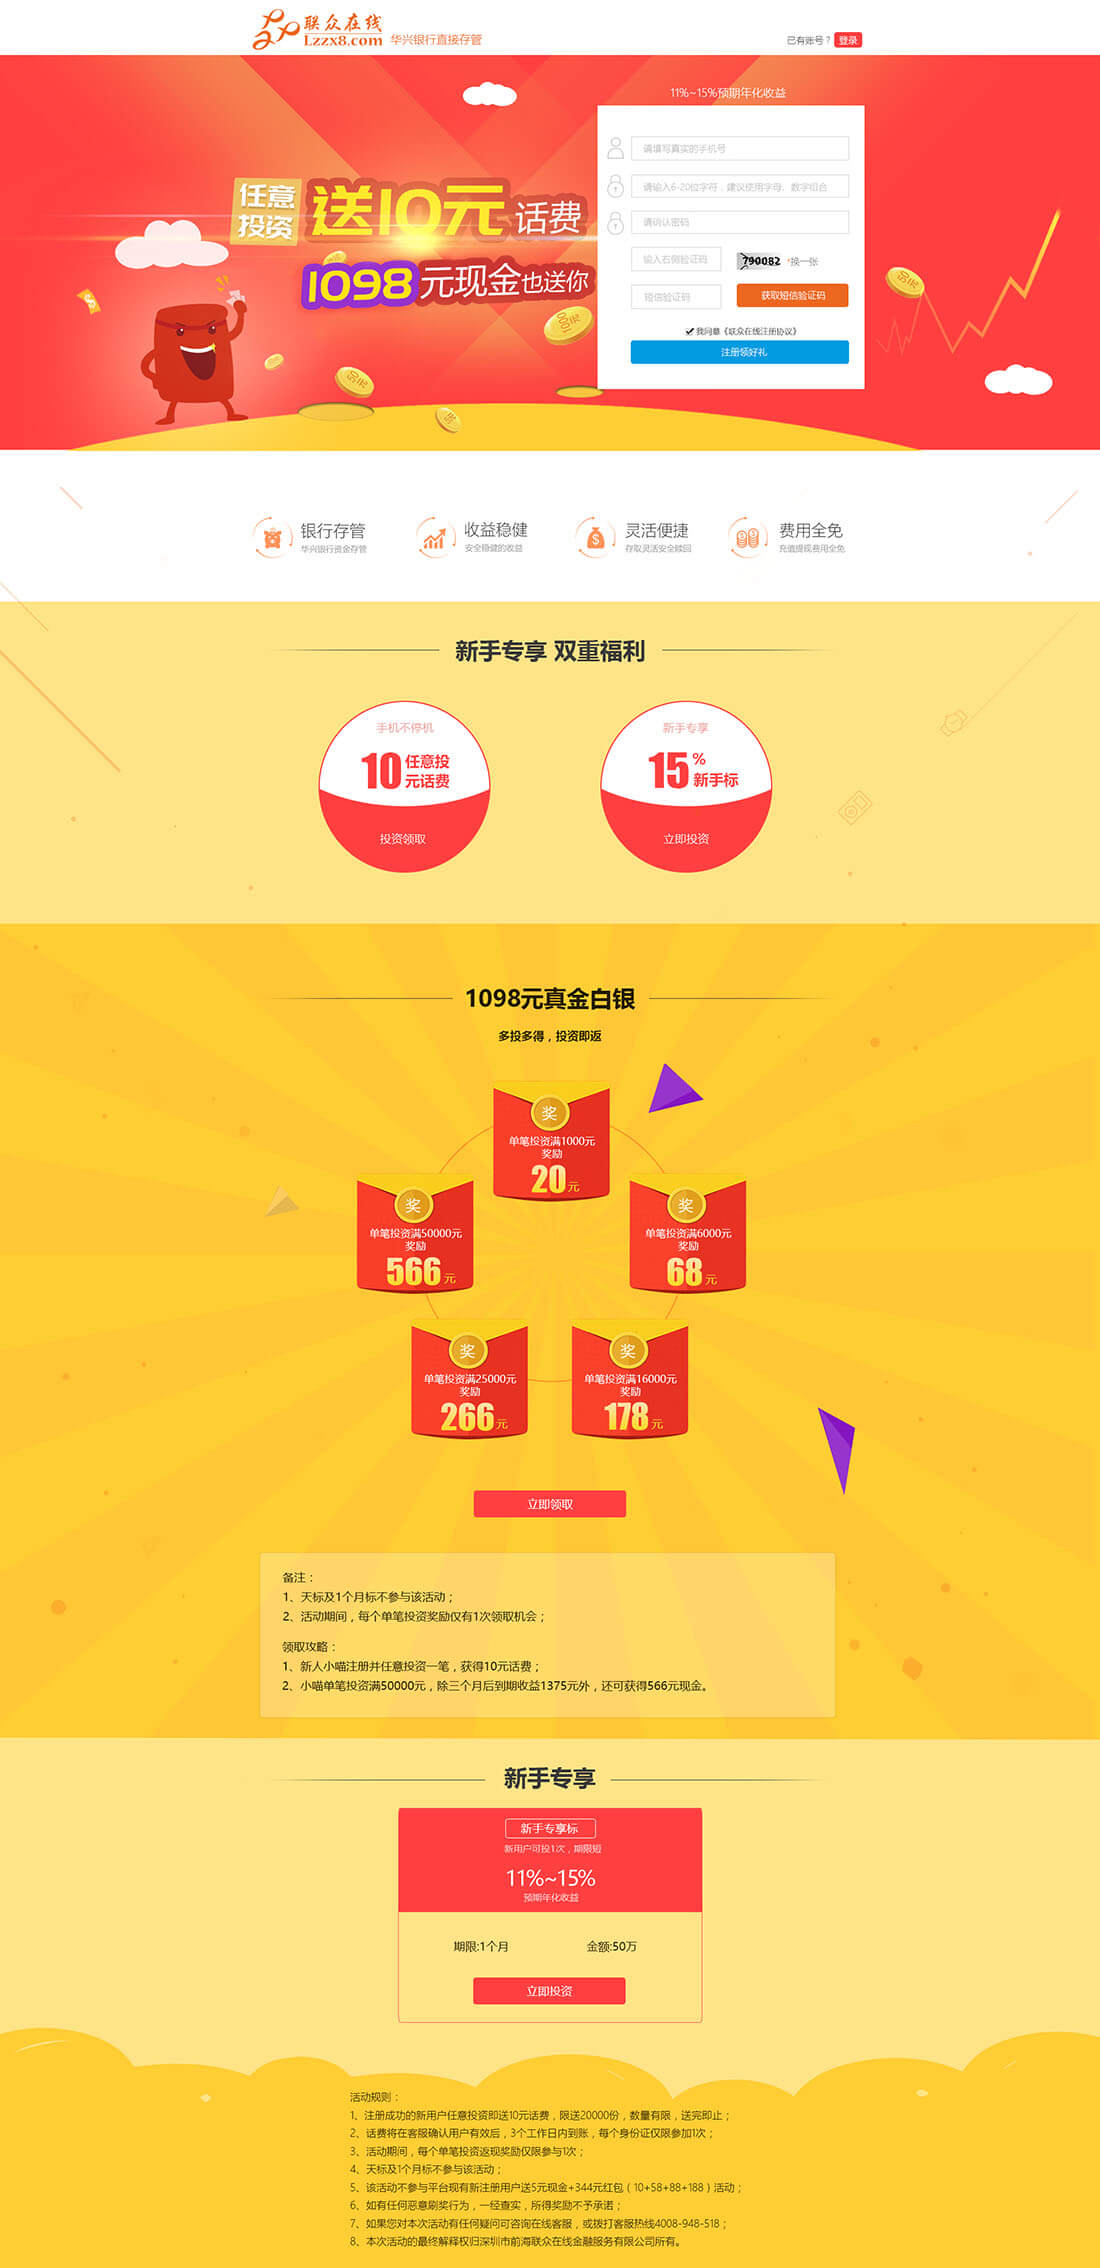 联众在线
Lzzx8.com 华兴银行直接存管
已有账号？ 登录
11%~15%预期年化收益
请填写真实的手机号
请输入6-20位字符，建议使用字母、数字组合
请确认密码
请输入右侧验证码 790082 换一张
短信验证码 获取短信验证码
我同意《联众在线注册协议》
注册领好礼
任意投资 送10元 话费
1098元现金也送你
银行存管
华兴银行资金存管
收益稳健
安全稳健的收益
灵活便捷
存取灵活安全赎回
费用全免
充值提现费用全免
新手专享 双重福利
手机不停机
10 任意投
元话费
投资领取
新手专享
15%
新手标
立即投资
1098元真金白银
多投多得，投资即返
奖
单笔投资满1000元
奖励
20元
奖
单笔投资满50000元
奖励
566元
奖
单笔投资满6000元
奖励
68元
奖
单笔投资满25000元
奖励
266元
奖
单笔投资满16000元
奖励
178元
立即领取
备注：
1、天标及1个月标不参与该活动；
2、活动期间，每个单笔投资奖励仅有1次领取机会；
领取攻略：
1、新人小喵注册并任意投资一笔，获得10元话费；
2、小喵单笔投资满50000元，除三个月后到期收益1375元外，还可获得566元现金。
新手专享
新手专享标
新用户可投1次，期限短
11%~15%
预期年化收益
期限:1个月 金额:50万
立即投资
活动规则：
1、注册成功的新用户任意投资即送10元话费，限送20000份，数量有限，送完即止；
2、话费将在客服确认用户有效后，3个工作日内到账，每个身份证仅限参加1次；
3、活动期间，每个单笔投资返现奖励仅限参与1次；
4、天标及1个月标不参与该活动；
5、该活动不参与平台现有新注册用户送5元现金+344元红包（10+58+88+188）活动；
6、如有任何恶意刷奖行为，一经查实，所得奖励不予承诺；
7、如果您对本次活动有任何疑问可咨询在线客服，或拨打客服热线4008-948-518；
8、本次活动的最终解释权归深圳市前海联众在线金融服务有限公司所有。